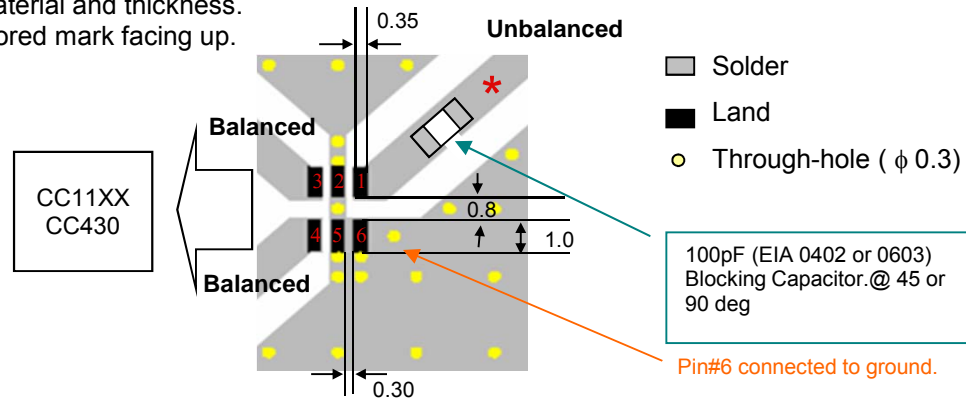 aterial and thickness.
ored mark facing up.
0.35
Unbalanced
*
Solder
Land
Through-hole ( ϕ 0.3)
Balanced
CC11XX
CC430
3 2 1
4 5 6
0.8
1.0
Balanced
100pF (EIA 0402 or 0603)
Blocking Capacitor.@ 45 or
90 deg
Pin#6 connected to ground.
0.30